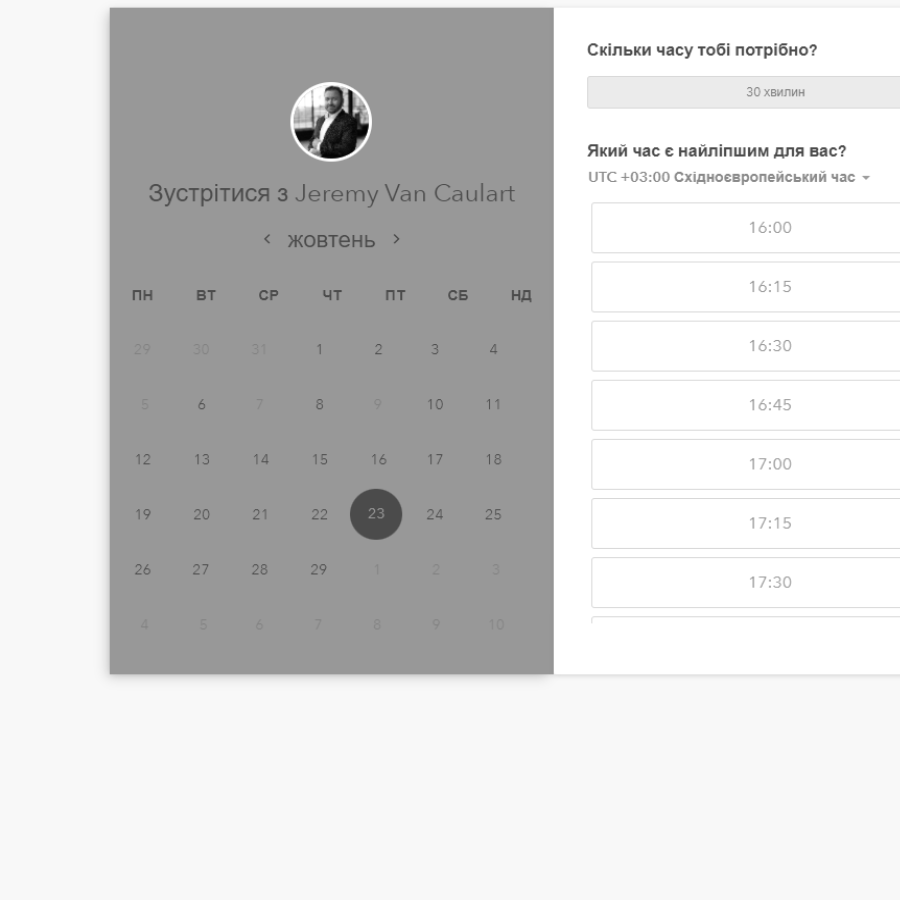 Зустрітися з Jeremy Van Caulart
жовтень
ПН ВТ СР ЧТ ПТ СБ НД
29 30 31 1 2 3 4
5 6 7 8 9 10 11
12 13 14 15 16 17 18
19 20 21 22 23 24 25
26 27 28 29 1 2 3
4 5 6 7 8 9 10
Скільки часу тобі потрібно?
30 хвилин
Який час є найліпшим для вас?
UTC +03:00 Східноєвропейський час
16:00
16:15
16:30
16:45
17:00
17:15
17:30